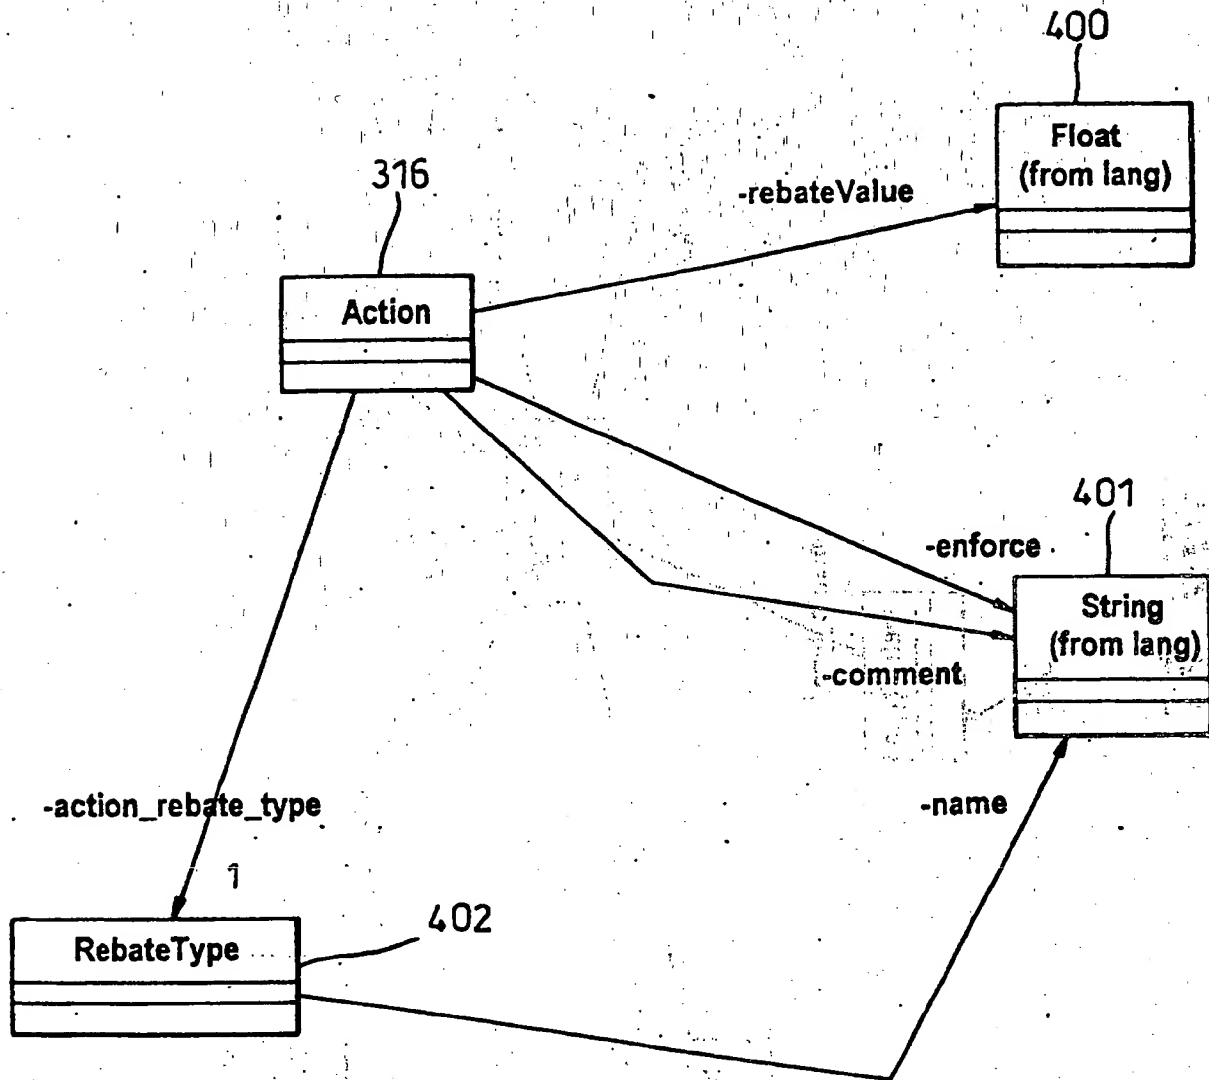 400
Float
(from lang)
316
-rebateValue
Action
401
-enforce
String
(from lang)
-comment
-action_rebate_type
-name
1
402
RebateType